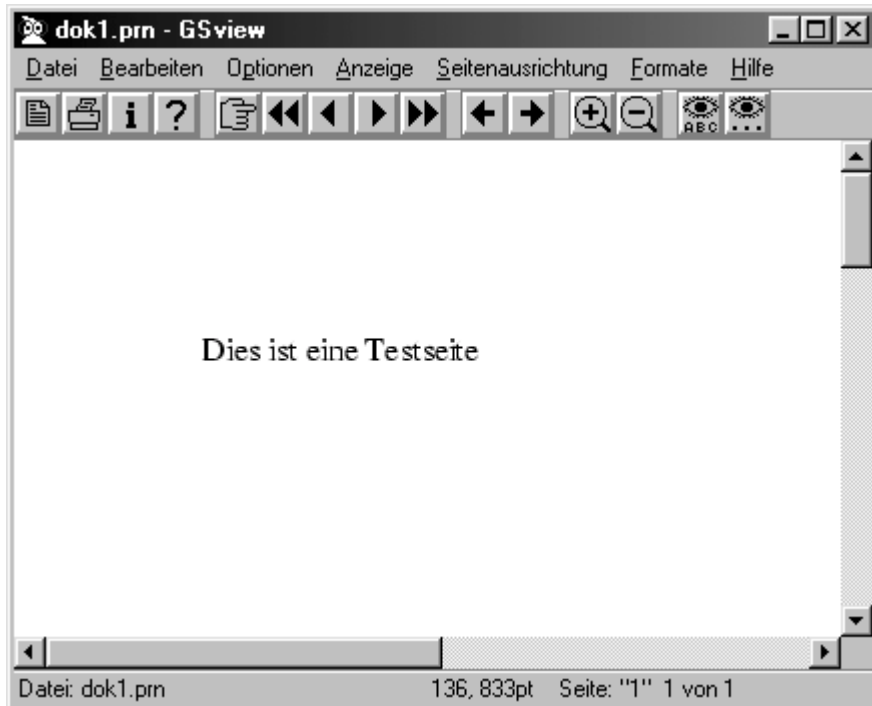 dok1.prn - GSview
Datei Bearbeiten Optionen Anzeige Seitenausrichtung Formate Hilfe
i ? ABC
Dies ist eine Testseite
Datei: dok1.prn 136, 833pt Seite: "1" 1 von 1